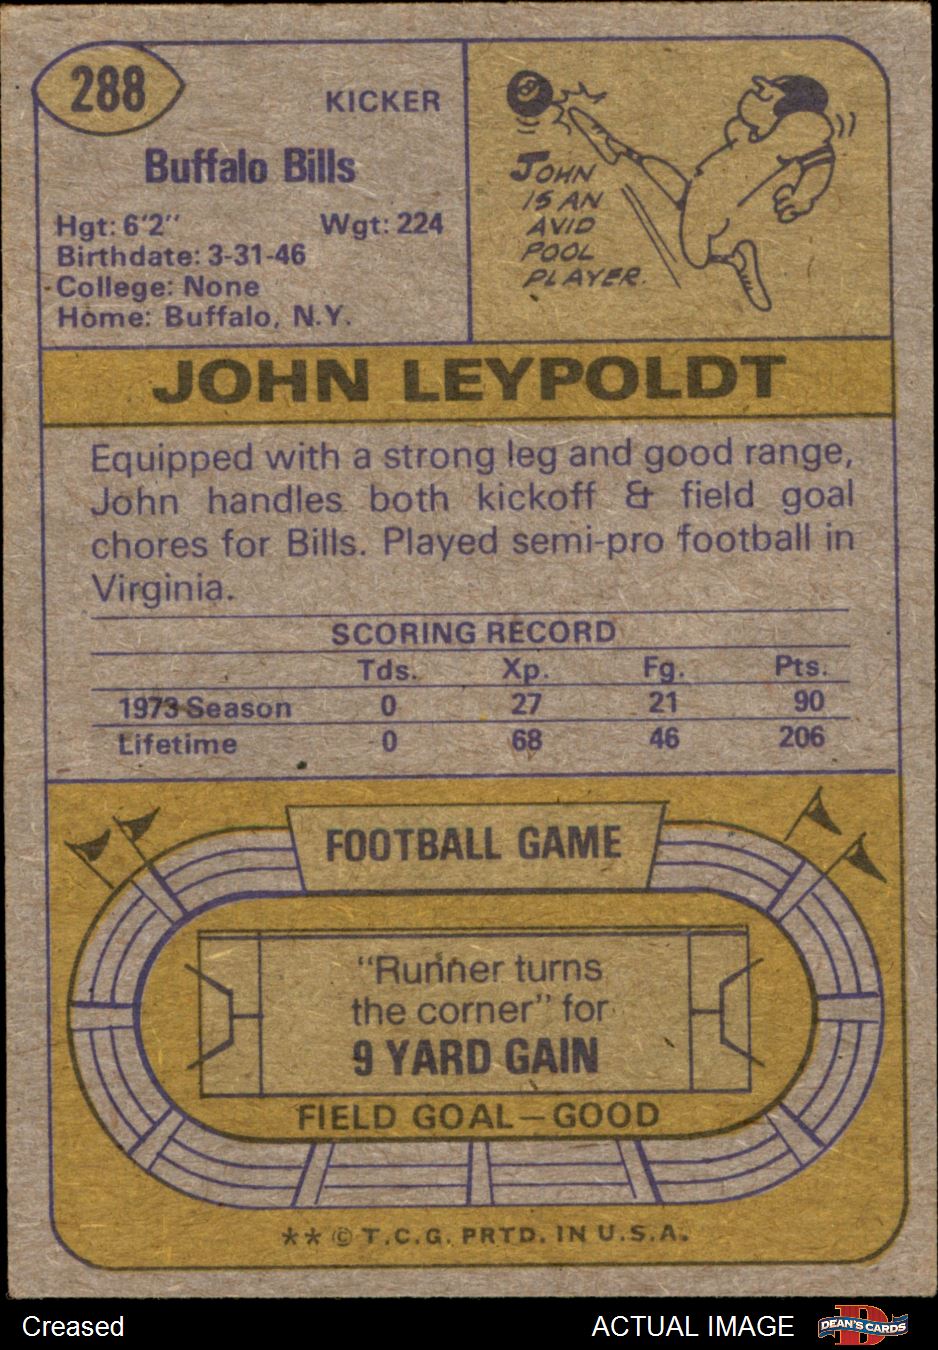 288
KICKER
Buffalo Bills
Hgt: 6'2" Wgt: 224
Birthdate: 3-31-46
College: None
Home: Buffalo, N.Y.
JOHN
IS AN
AVID
POOL
PLAYER.
8
JOHN LEYPOLDT
Equipped with a strong leg and good range,
John handles both kickoff & field goal
chores for Bills. Played semi-pro football in
Virginia.
SCORING RECORD
Tds. Xp. Fg. Pts.
1973 Season 0 27 21 90
Lifetime 0 68 46 206
FOOTBALL GAME
"Runner turns
the corner" for
9 YARD GAIN
FIELD GOAL—GOOD
** © T.C.G. PRTD. IN U.S.A.
Creased
ACTUAL IMAGE
D
DEAN'S CARDS